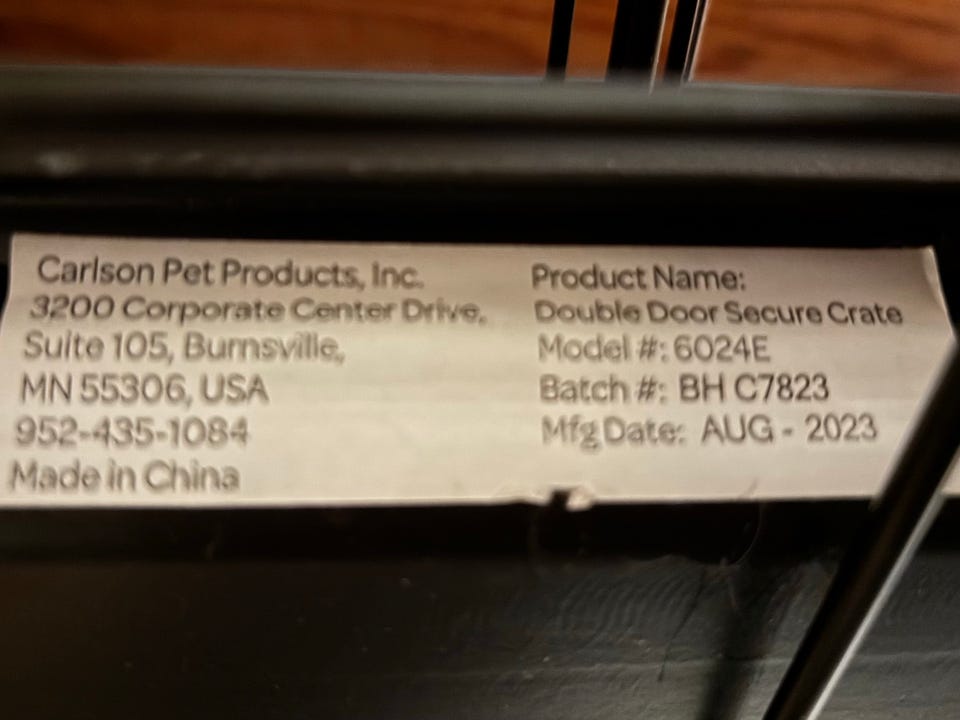 Carlson Pet Products, Inc.
3200 Corporate Center Drive,
Suite 105, Burnsville,
MN 55306, USA
952-435-1084
Made in China
Product Name:
Double Door Secure Crate
Model #: 6024E
Batch #: BH C7823
Mfg Date: AUG - 2023